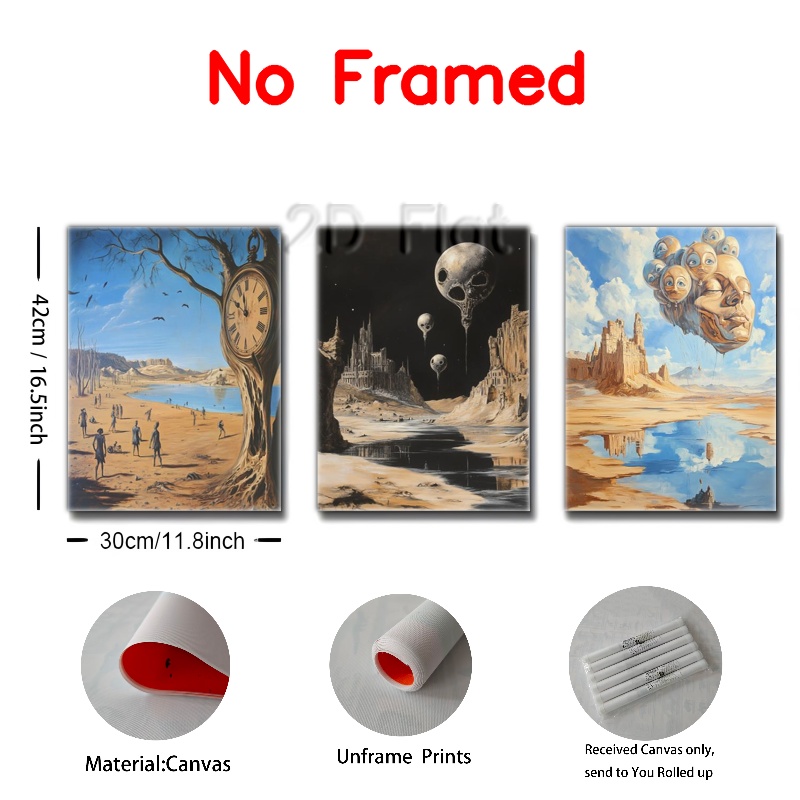 No Framed
2D Flat
42cm / 16.5inch
30cm/11.8inch
Material:Canvas
Unframe Prints
Received Canvas only,
send to You Rolled up